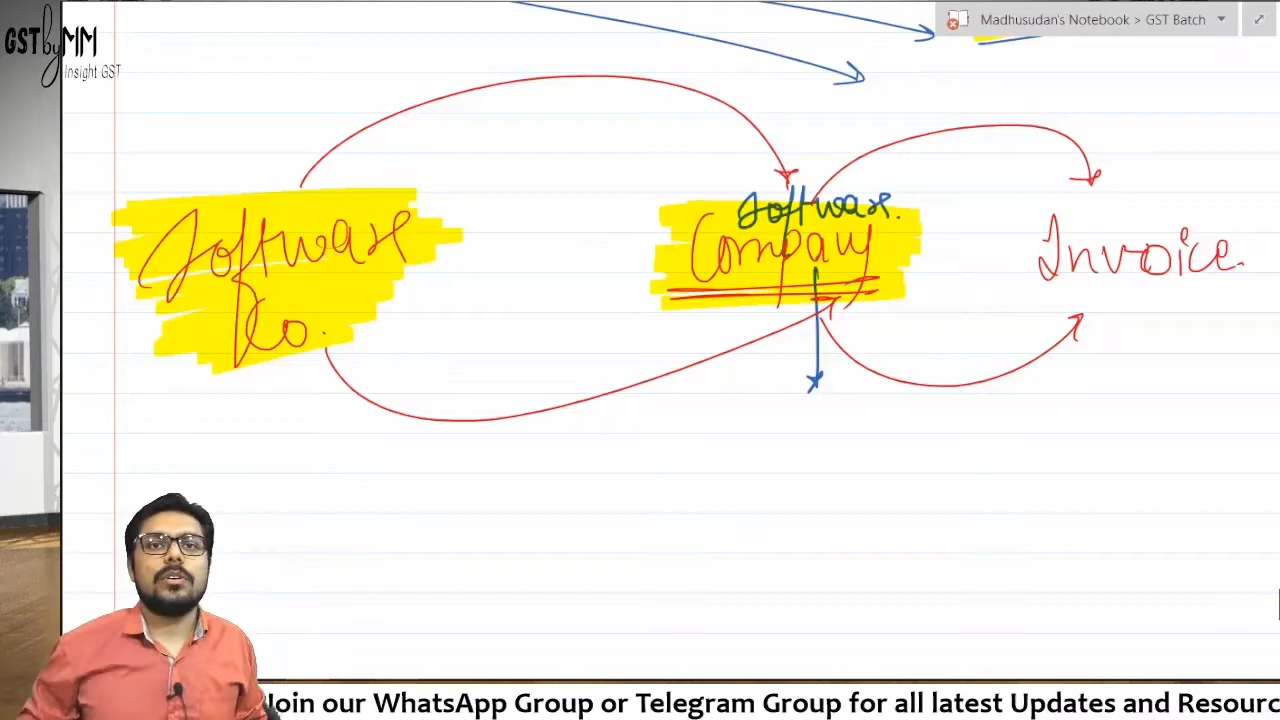 GST by MM
Insight GST
Madhusudan's Notebook > GST Batch
Software Co.
Software.
Company
Invoice.
Join our WhatsApp Group or Telegram Group for all latest Updates and Resourc